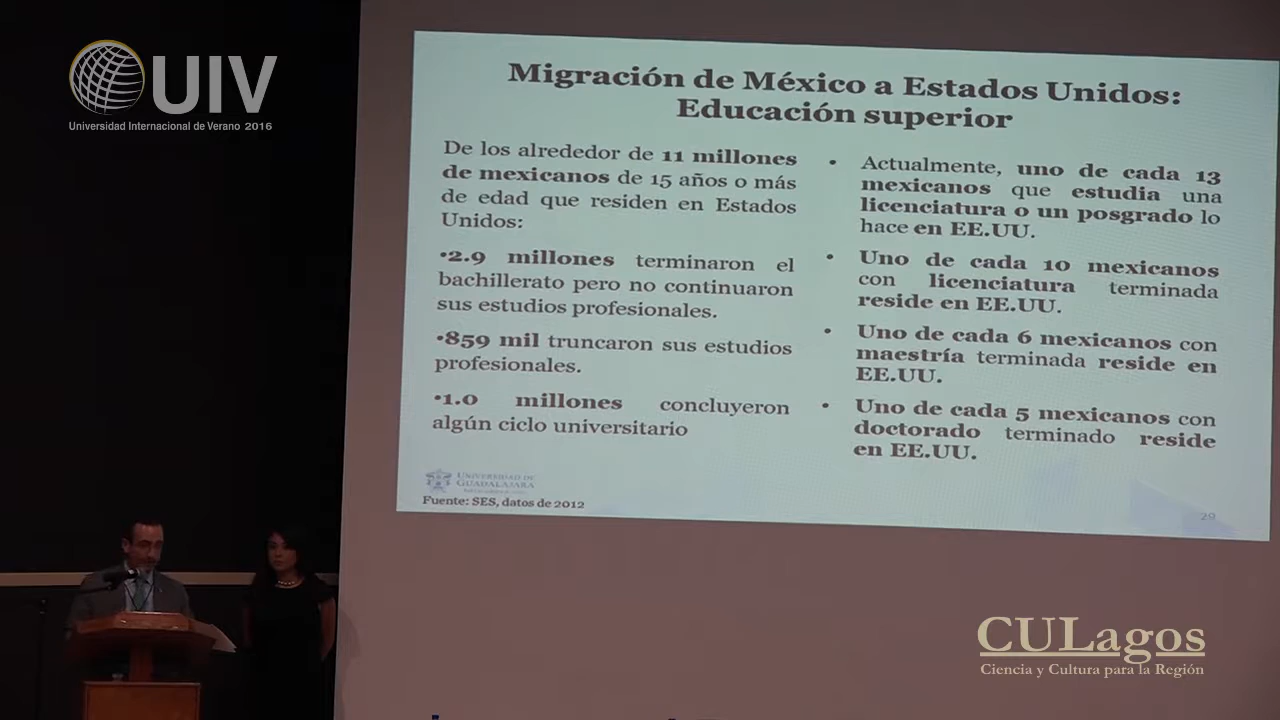 UIV
Universidad Internacional de Verano 2016
Migración de México a Estados Unidos:
Educación superior
De los alrededor de 11 millones
de mexicanos de 15 años o más
de edad que residen en Estados
Unidos:
•2.9 millones terminaron el
bachillerato pero no continuaron
sus estudios profesionales.
•859 mil truncaron sus estudios
profesionales.
•1.0 millones concluyeron
algún ciclo universitario
• Actualmente, uno de cada 13
mexicanos que estudia una
licenciatura o un posgrado lo
hace en EE.UU.
• Uno de cada 10 mexicanos
con licenciatura terminada
reside en EE.UU.
• Uno de cada 6 mexicanos con
maestría terminada reside en
EE.UU.
• Uno de cada 5 mexicanos con
doctorado terminado reside
en EE.UU.
UNIVERSIDAD DE
GUADALAJARA
Fuente: SES, datos de 2012
29
CULagos
Ciencia y Cultura para la Región